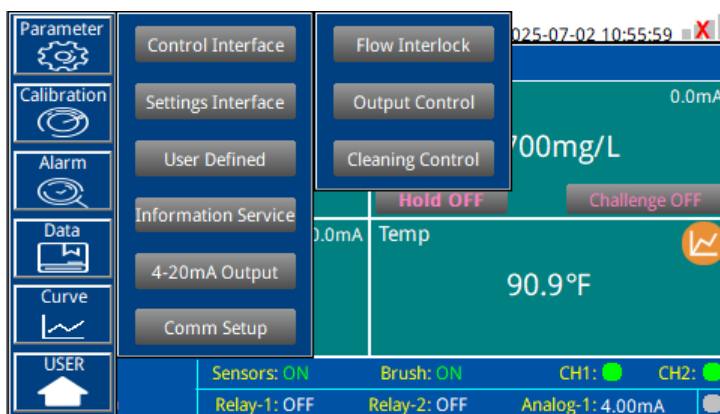 Parameter
Control Interface
Flow Interlock
025-07-02 10:55:59
X
Calibration
Settings Interface
Output Control
0.0mA
Alarm
User Defined
Cleaning Control
700mg/L
Hold OFF
Challenge OFF
Data
Information Service
0.0mA
Temp
4-20mA Output
90.9°F
Curve
Comm Setup
USER
Sensors: ON
Brush: ON
CH1:
CH2:
Relay-1: OFF
Relay-2: OFF
Analog-1: 4.00mA